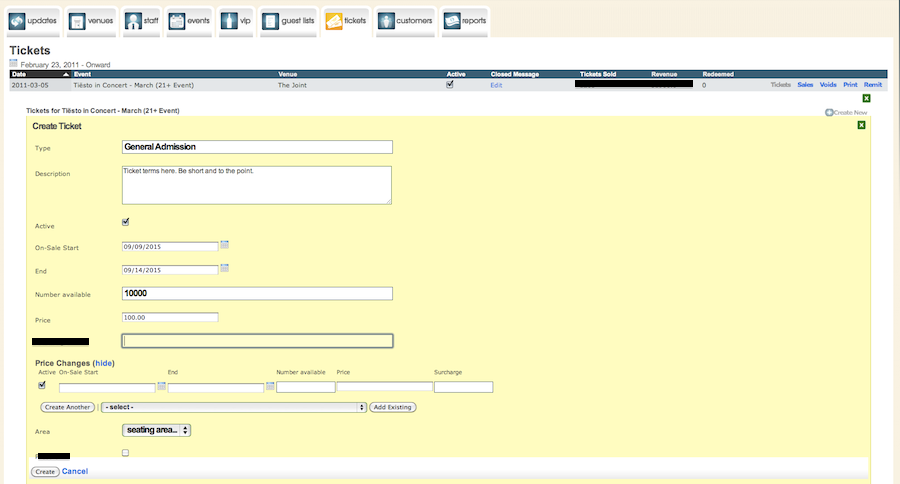 updates venues staff events vip guest lists tickets customers reports
Tickets
February 23, 2011 - Onward
Date Event Venue Active Closed Message Tickets Sold Revenue Redeemed
2011-03-05 Tiësto in Concert - March (21+ Event) The Joint Edit 0 Tickets Sales Voids Print Remit
Tickets for Tiësto in Concert - March (21+ Event)
Create New
Create Ticket
Type General Admission
Description Ticket terms here. Be short and to the point.
Active
On-Sale Start 09/09/2015
End 09/14/2015
Number available 10000
Price 100.00
Price Changes (hide)
Active On-Sale Start End Number available Price Surcharge
Create Another | - select - Add Existing
Area seating area...
Create Cancel